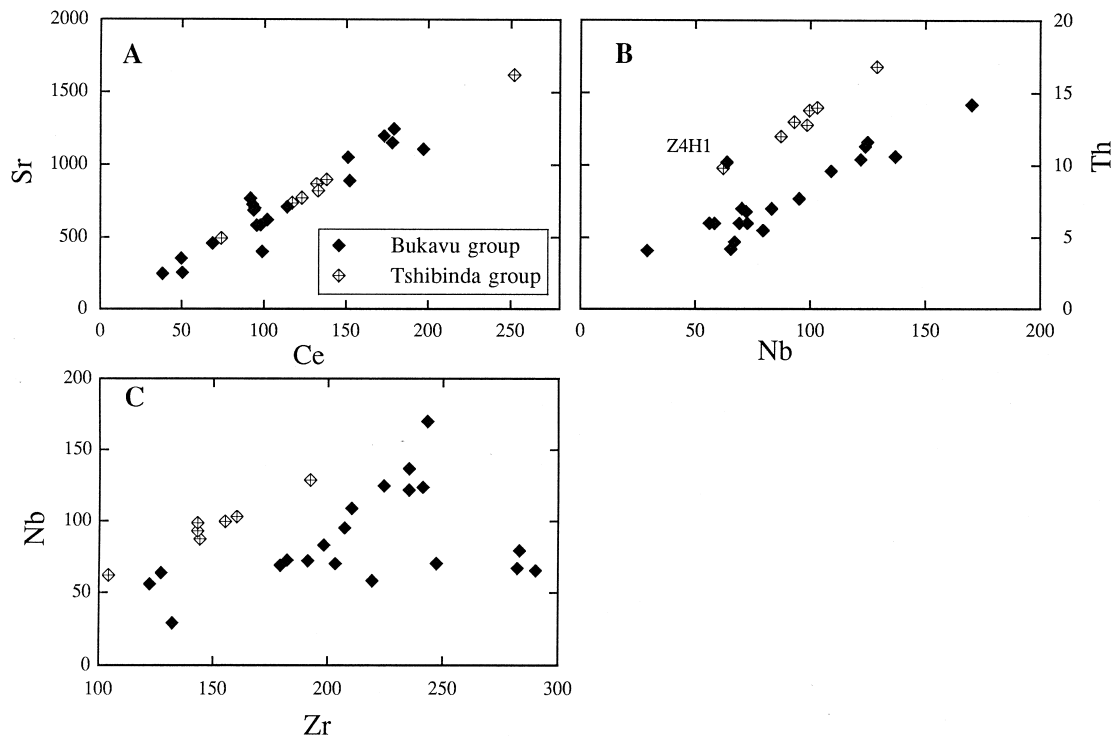 2000
1500
1000
500
0
Sr
A
Bukavu group
Tshibinda group
0 50 100 150 200 250
Ce
B
Z4H1
20
15
10
5
0
Th
0 50 100 150 200
Nb
200
150
100
50
0
Nb
C
100 150 200 250 300
Zr